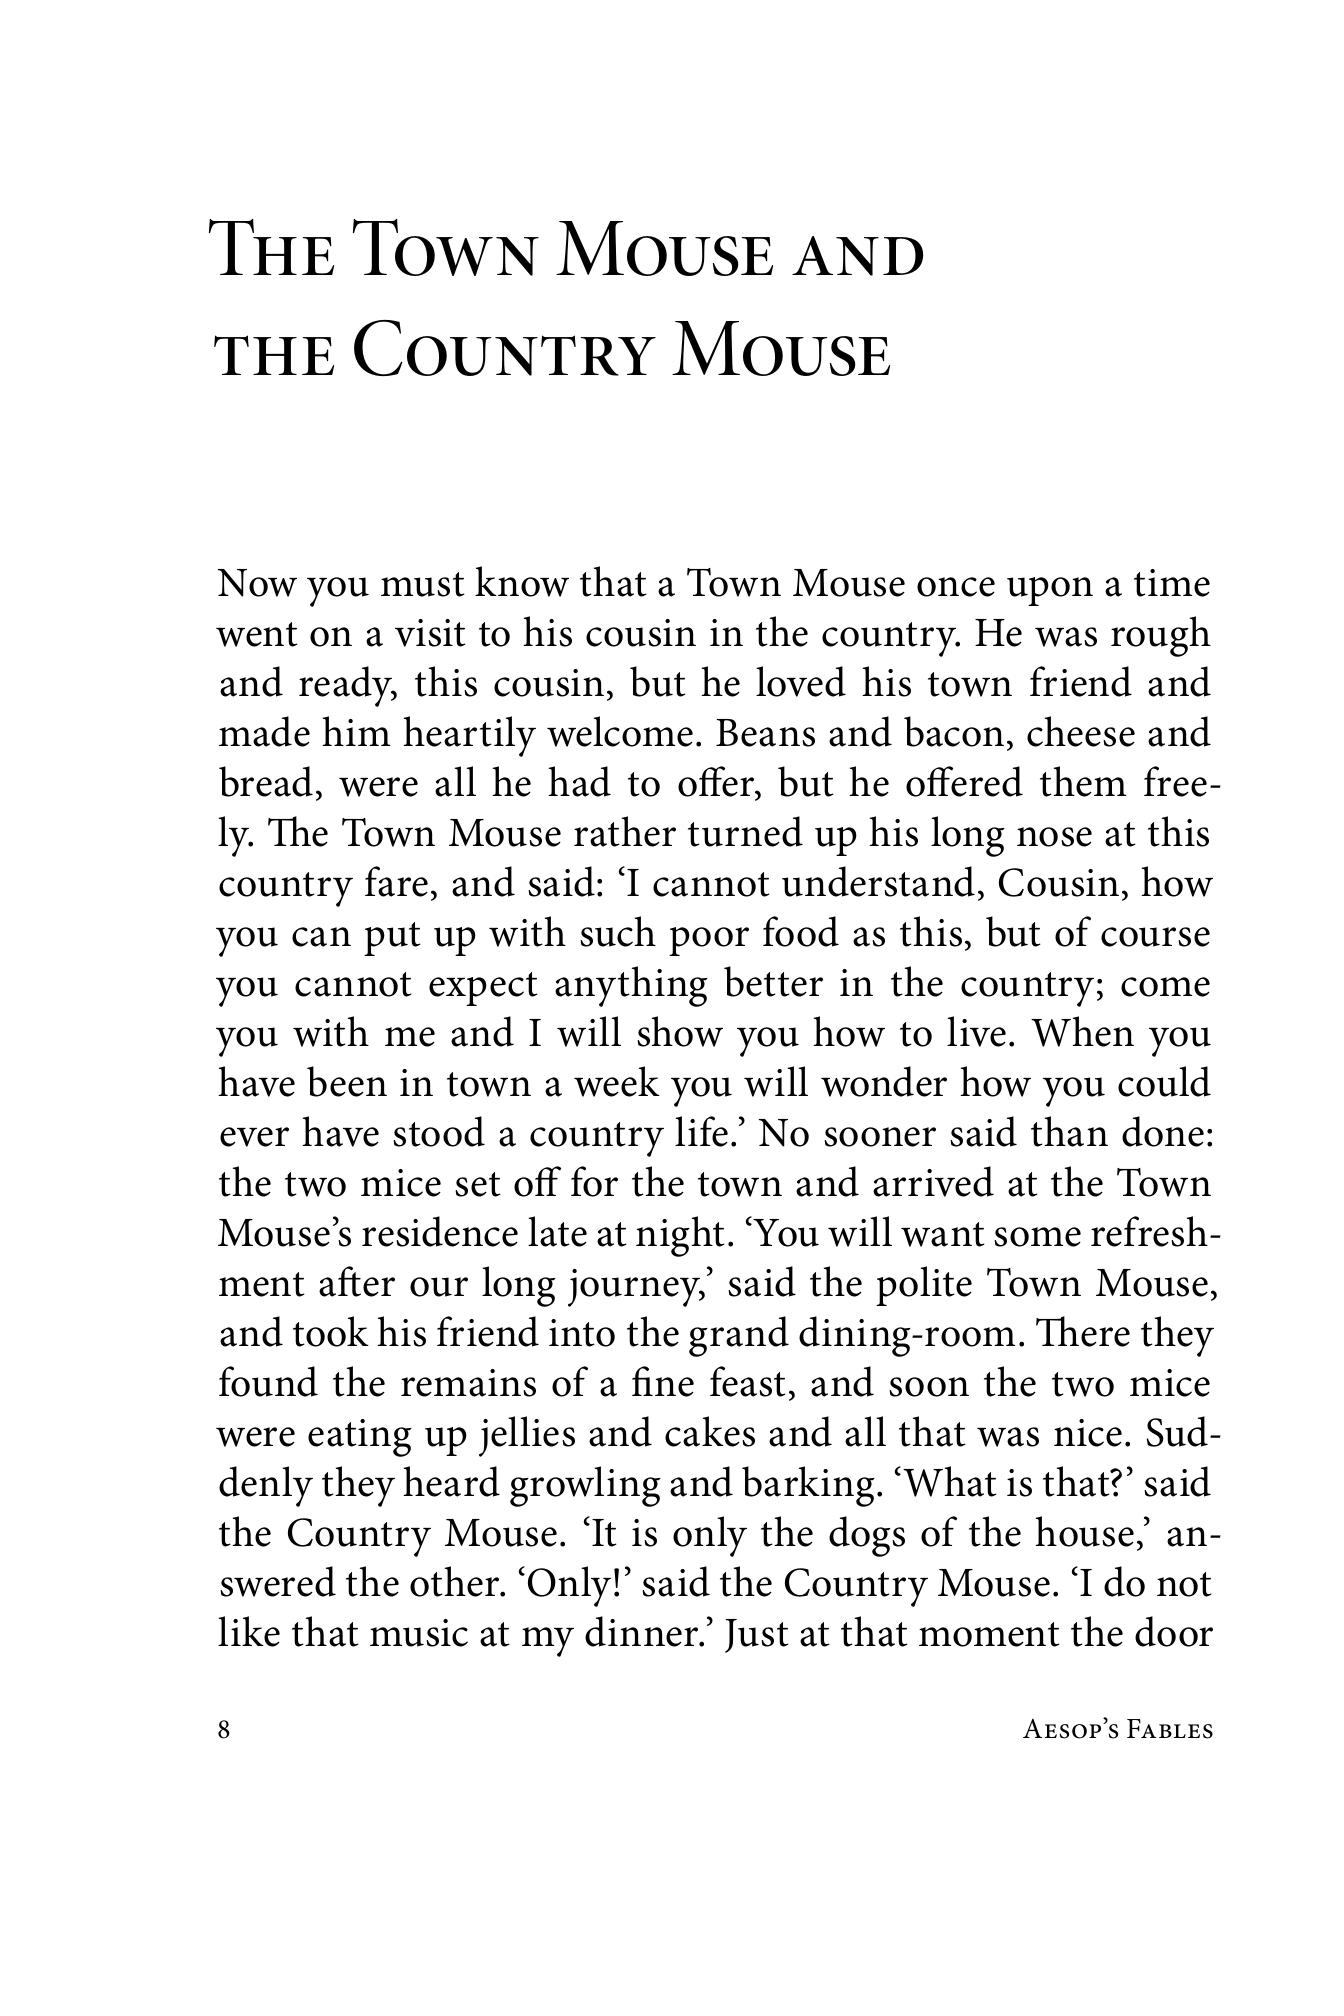 The Town Mouse and
the Country Mouse
Now you must know that a Town Mouse once upon a time
went on a visit to his cousin in the country. He was rough
and ready, this cousin, but he loved his town friend and
made him heartily welcome. Beans and bacon, cheese and
bread, were all he had to offer, but he offered them free-
ly. The Town Mouse rather turned up his long nose at this
country fare, and said: ‘I cannot understand, Cousin, how
you can put up with such poor food as this, but of course
you cannot expect anything better in the country; come
you with me and I will show you how to live. When you
have been in town a week you will wonder how you could
ever have stood a country life.’ No sooner said than done:
the two mice set off for the town and arrived at the Town
Mouse’s residence late at night. ‘You will want some refresh-
ment after our long journey,’ said the polite Town Mouse,
and took his friend into the grand dining-room. There they
found the remains of a fine feast, and soon the two mice
were eating up jellies and cakes and all that was nice. Sud-
denly they heard growling and barking. ‘What is that?’ said
the Country Mouse. ‘It is only the dogs of the house,’ an-
swered the other. ‘Only!’ said the Country Mouse. ‘I do not
like that music at my dinner.’ Just at that moment the door
8 Aesop’s Fables